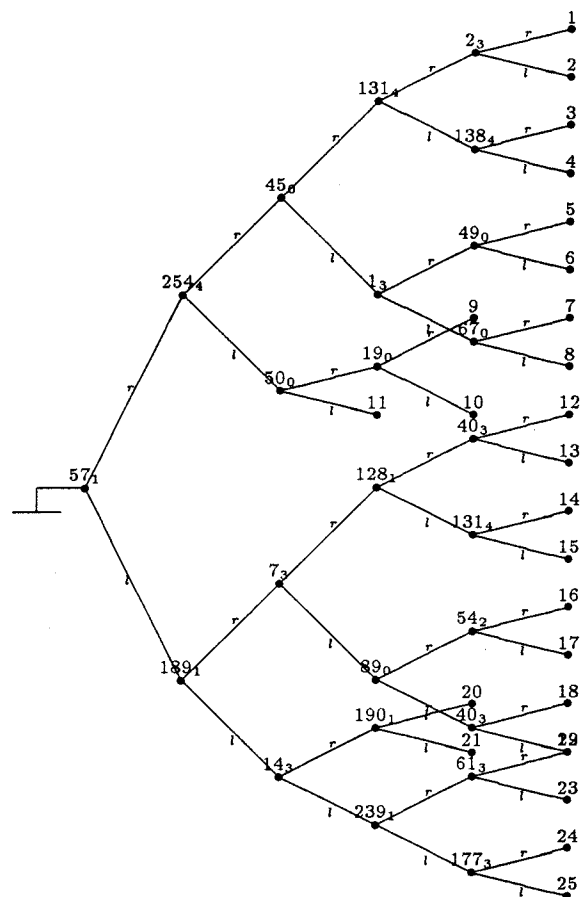 1
r
2₃
r
l
2
131₄
3
r
138₄
l
r
l
4
r
45₀
5
r
49₀
l
6
r
l
r
1₃
254₄
9
7
r
l r
67₀
l
8
r
19₀
l
50₀
l
l
11
10
12
r
40₃
l
13
r
r
128₁
57₁
14
r
131₄
l
l
15
r
7₃
l
16
r
54₂
l
17
r
r
l
89₀
189₁
20
18
r
l
40₃
l
190₁
r
l
21
19
22
r
l
14₃
61₃
l
23
r
l
239₁
24
r
l
177₃
l
25